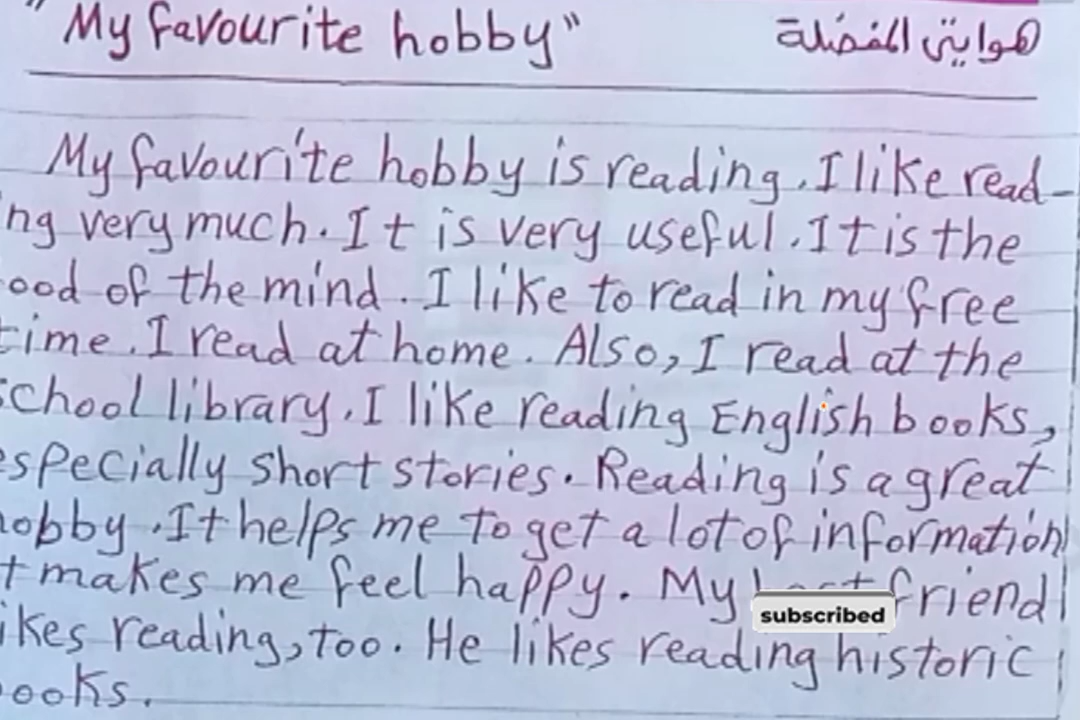 "My favourite hobby" هوايتي المفضلة
My favourite hobby is reading. I like read-
ng very much. It is very useful. It is the
ood of the mind. I like to read in my free
time. I read at home. Also, I read at the
school library. I like reading English books,
especially short stories. Reading is a great
hobby. It helps me to get a lot of information
t makes me feel happy. My friend
subscribed
ikes reading, too. He likes reading historic
ooks.